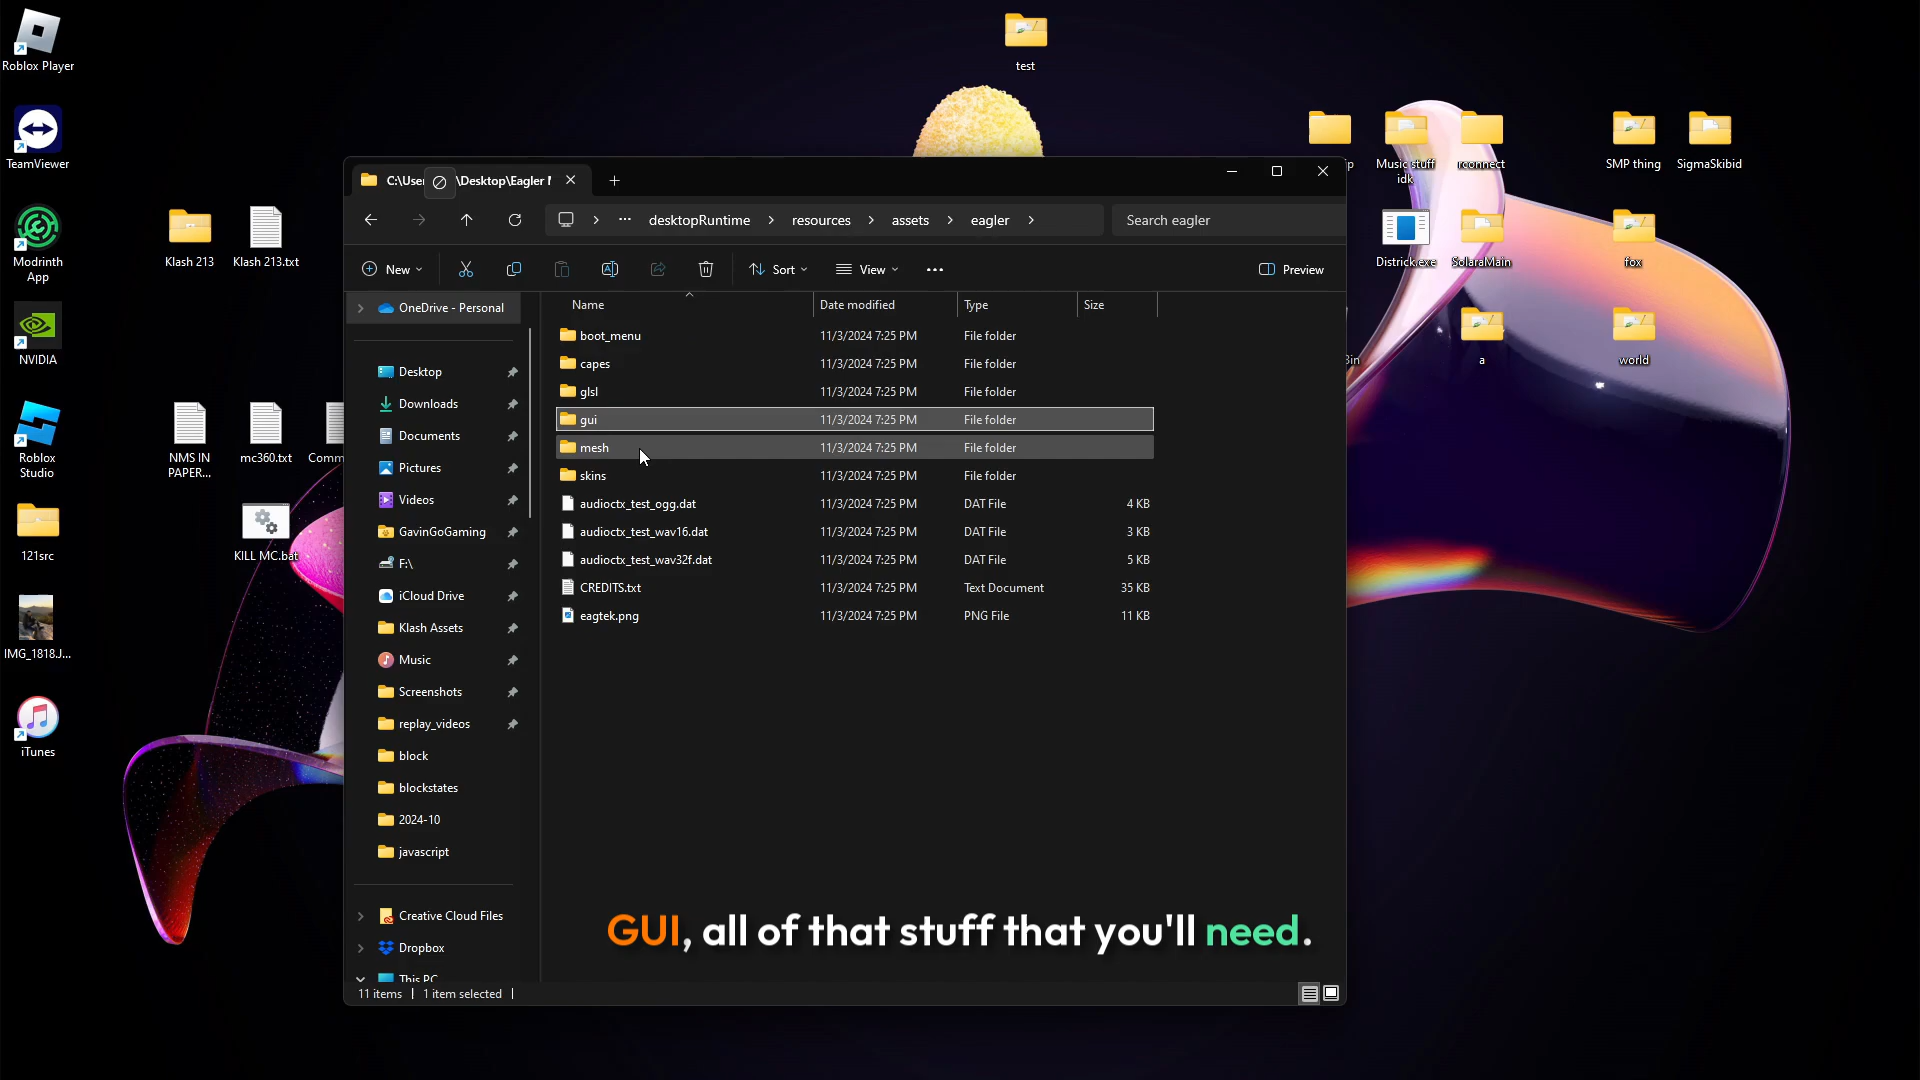 test
Roblox Player
TeamViewer
Music stuff
idk
rconnect
SMP thing
SigmaSkibid
\Desktop\Eagler
desktopRuntime
resources
assets
eagler
Search eagler
Modrinth
App
Klash 213
Klash 213.txt
Districk.exe
SolaraMain
fox
New
Sort
View
Preview
Name
Date modified
Type
Size
OneDrive - Personal
NVIDIA
a
world
boot_menu 11/3/2024 7:25 PM File folder
capes 11/3/2024 7:25 PM File folder
glsl 11/3/2024 7:25 PM File folder
gui 11/3/2024 7:25 PM File folder
mesh 11/3/2024 7:25 PM File folder
skins 11/3/2024 7:25 PM File folder
audioctx_test_ogg.dat 11/3/2024 7:25 PM DAT File 4 KB
audioctx_test_wav16.dat 11/3/2024 7:25 PM DAT File 3 KB
audioctx_test_wav32f.dat 11/3/2024 7:25 PM DAT File 5 KB
CREDITS.txt 11/3/2024 7:25 PM Text Document 35 KB
eagtek.png 11/3/2024 7:25 PM PNG File 11 KB
Desktop
Downloads
Documents
Pictures
Videos
GavinGoGaming
F:\
iCloud Drive
Klash Assets
Music
Screenshots
replay_videos
block
blockstates
2024-10
javascript
Creative Cloud Files
Dropbox
This PC
Roblox
Studio
NMS IN
PAPER...
mc360.txt
Comm
121src
KILL MC.bat
IMG_1818.J...
iTunes
GUI, all of that stuff that you'll need.
11 items
1 item selected